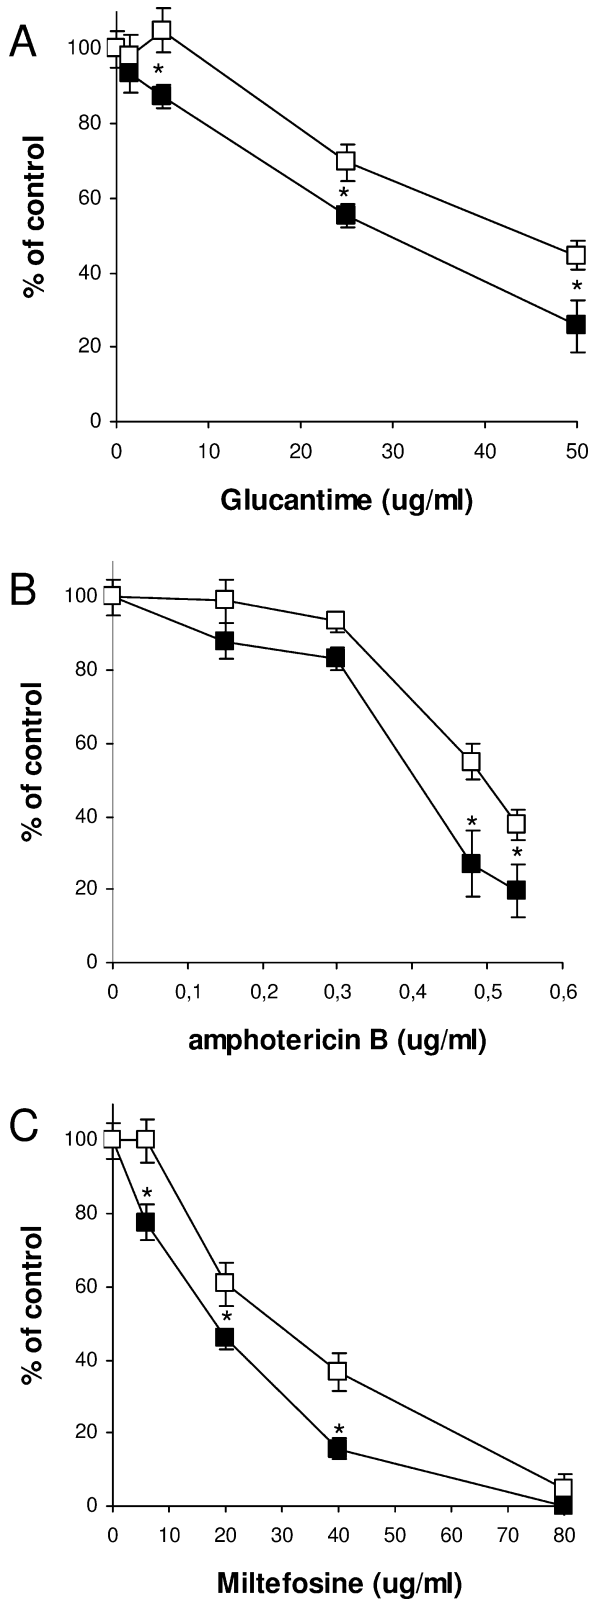 A
100
80
60
40
20
0
% of control
*
*
*
0 10 20 30 40 50
Glucantime (ug/ml)
B
100
80
60
40
20
0
% of control
*
*
0 0,1 0,2 0,3 0,4 0,5 0,6
amphotericin B (ug/ml)
C
100
80
60
40
20
0
% of control
*
*
*
0 10 20 30 40 50 60 70 80
Miltefosine (ug/ml)